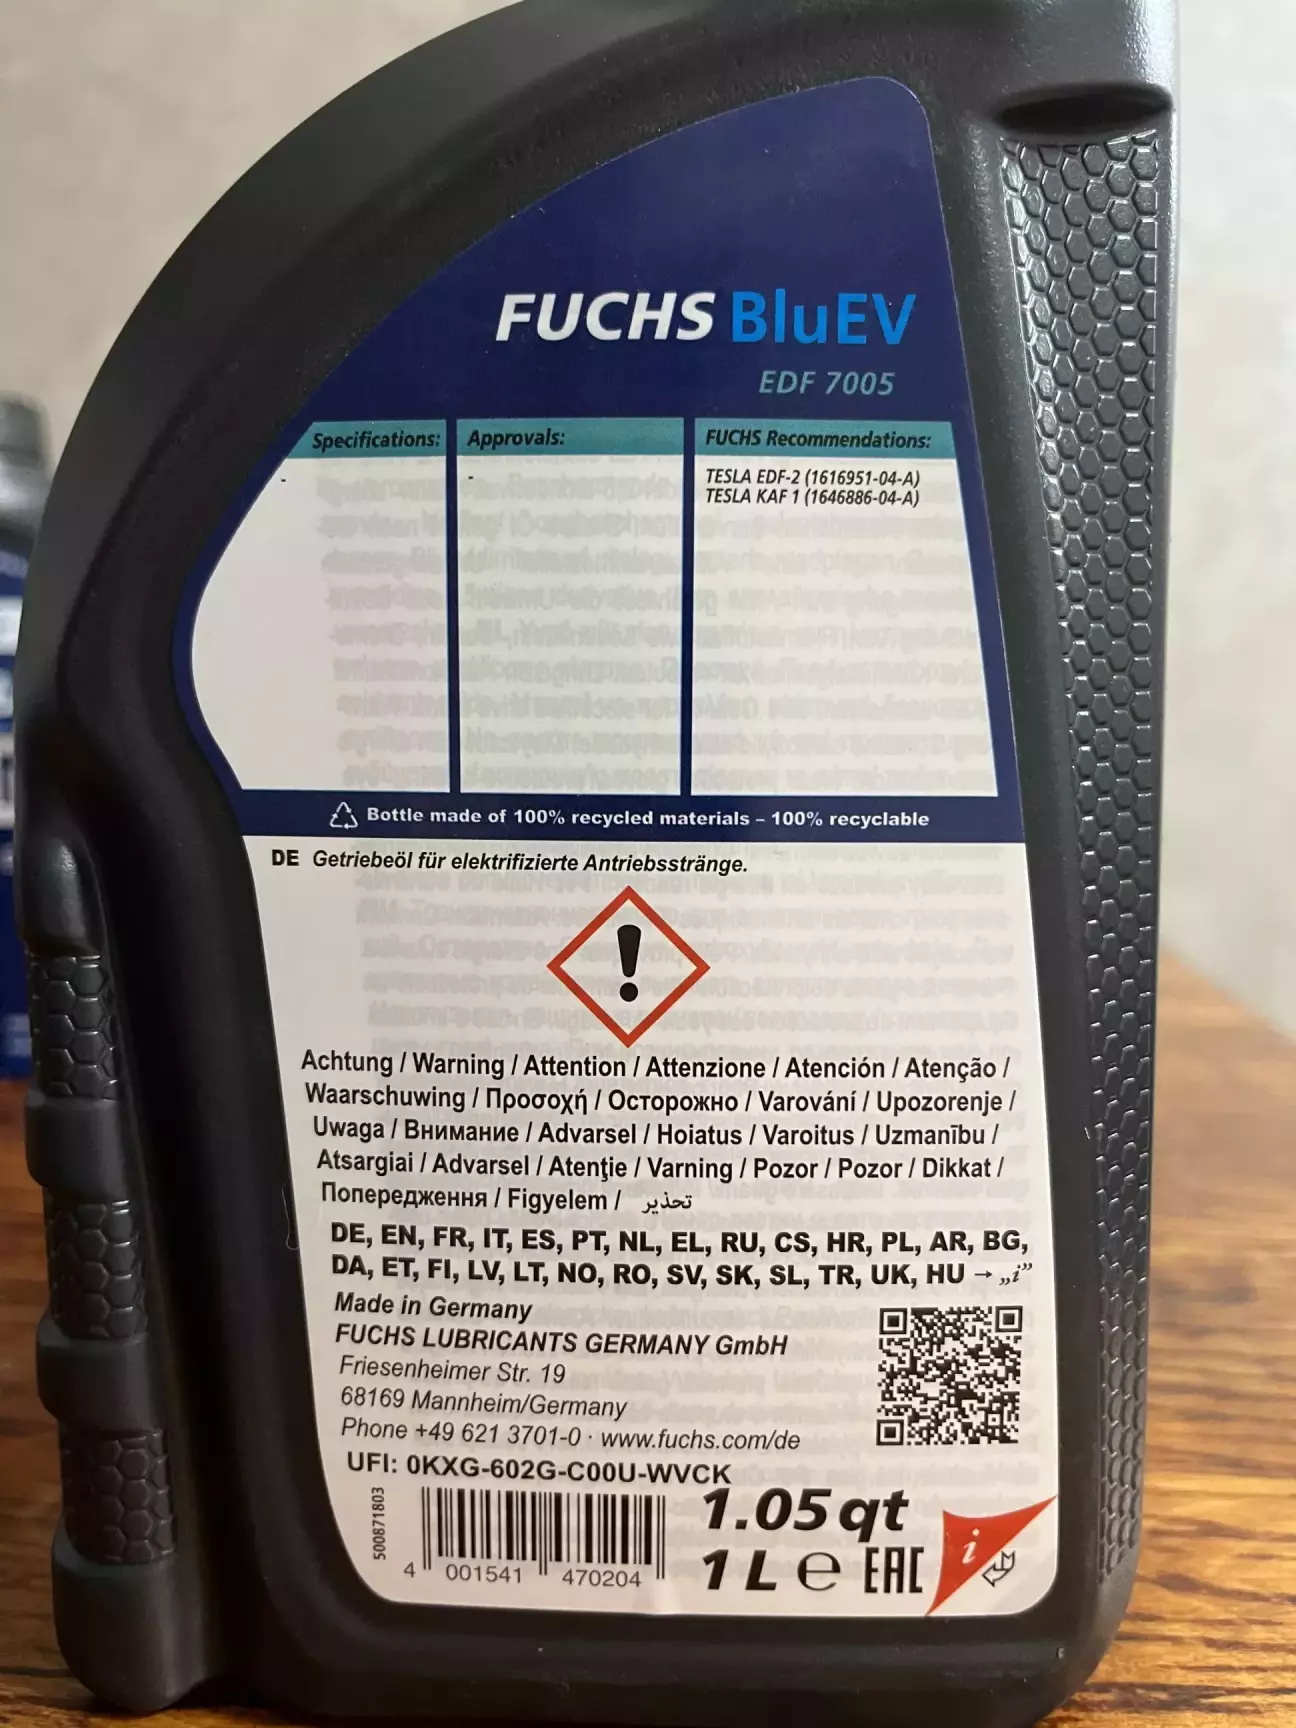 FUCHS BluEV
EDF 7005
Specifications:
-
Approvals:
-
FUCHS Recommendations:
TESLA EDF-2 (1616951-04-A)
TESLA KAF 1 (1646886-04-A)
Bottle made of 100% recycled materials – 100% recyclable
DE Getriebeöl für elektrifizierte Antriebsstränge.
Achtung / Warning / Attention / Attenzione / Atención / Atenção /
Waarschuwing / Προσοχή / Осторожно / Varování / Upozorenje /
Uwaga / Внимание / Advarsel / Hoiatus / Varoitus / Uzmanību /
Atsargiai / Advarsel / Atenţie / Varning / Pozor / Pozor / Dikkat /
Попередження / Figyelem / تحذير
DE, EN, FR, IT, ES, PT, NL, EL, RU, CS, HR, PL, AR, BG,
DA, ET, FI, LV, LT, NO, RO, SV, SK, SL, TR, UK, HU → „i”
Made in Germany
FUCHS LUBRICANTS GERMANY GmbH
Friesenheimer Str. 19
68169 Mannheim/Germany
Phone +49 621 3701-0 · www.fuchs.com/de
UFI: 0KXG-602G-C00U-WVCK
500871803
4 001541 470204
1.05 qt
1 L ℮ EAC
i